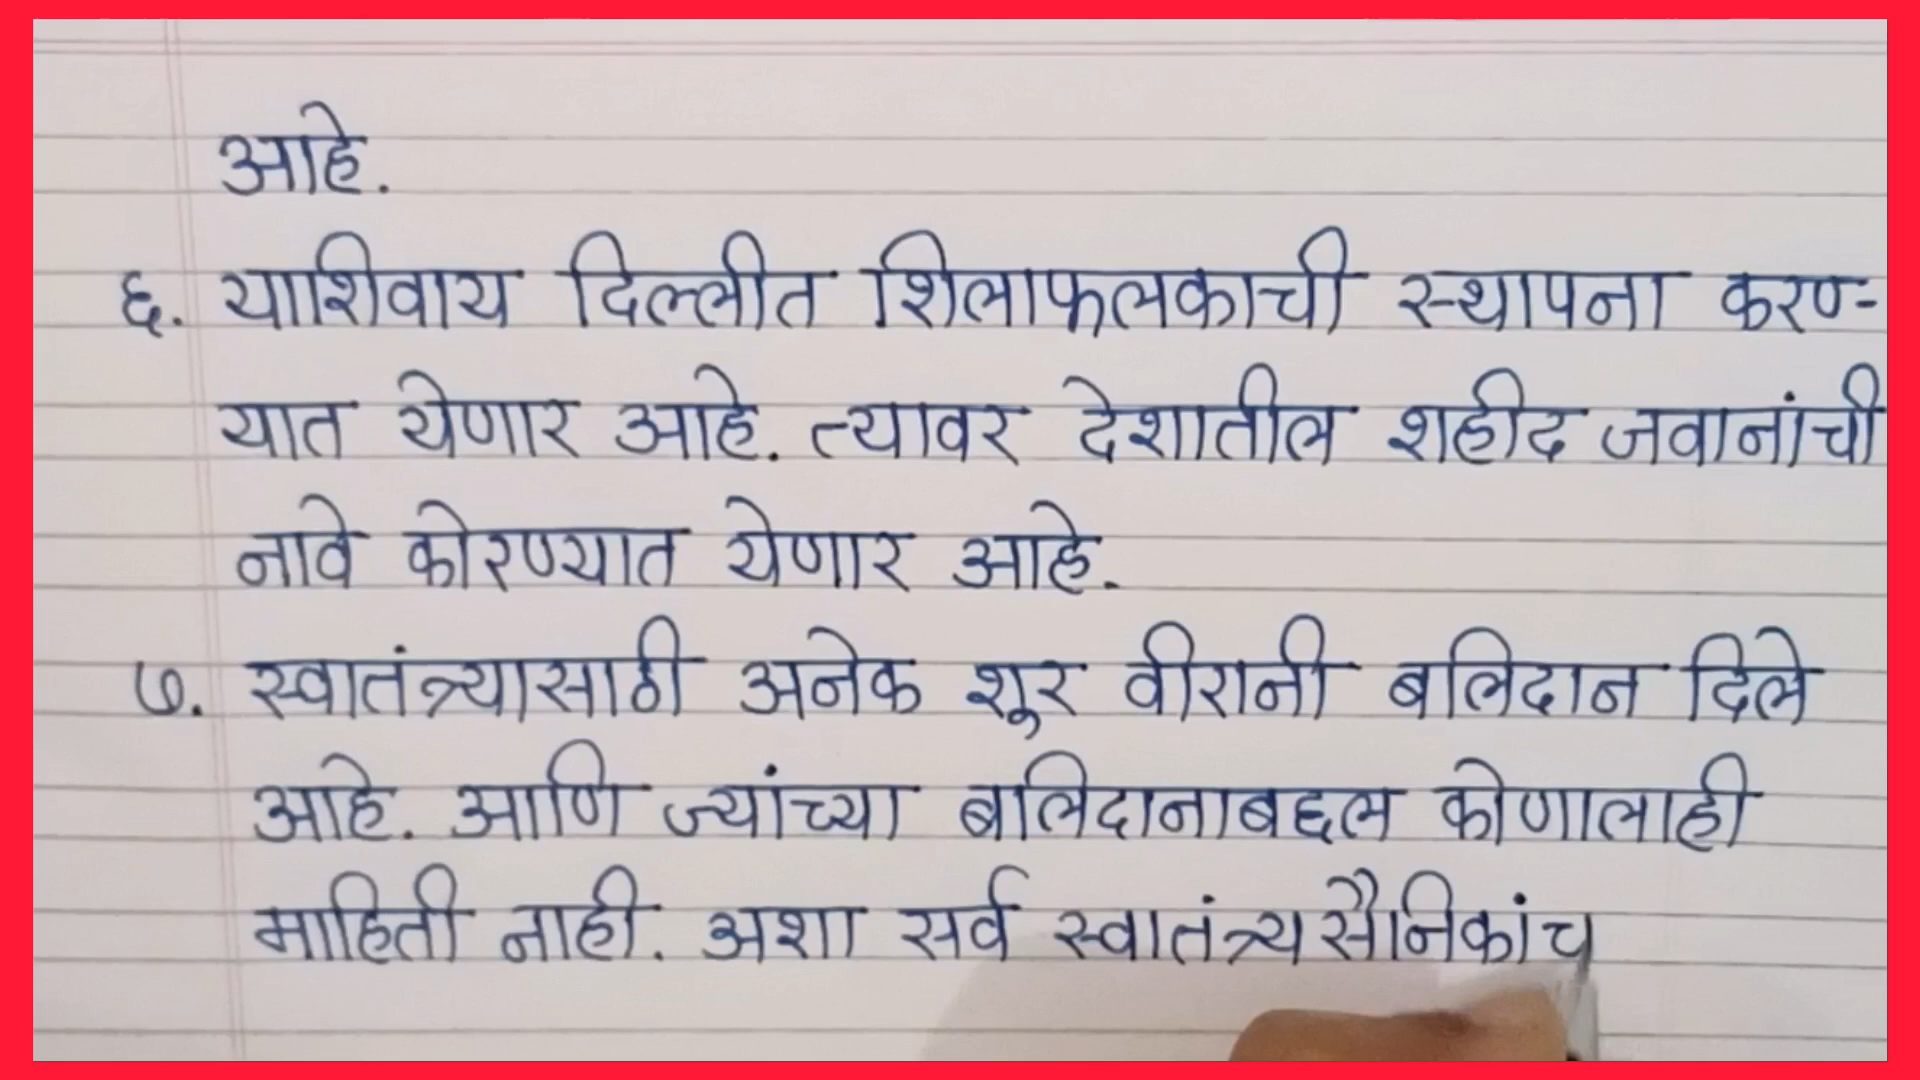 आहे.
६. याशिवाय दिल्लीत शिलाफलकाची स्थापना करण-
यात येणार आहे. त्यावर देशातील शहीद जवानांची
नावे कोरण्यात येणार आहे.
७. स्वातंत्र्यासाठी अनेक शूर वीरानी बलिदान दिले
आहे. आणि ज्यांच्या बलिदानाबद्दल कोणालाही
माहिती नाही. अशा सर्व स्वातंत्र्य सैनिकांच